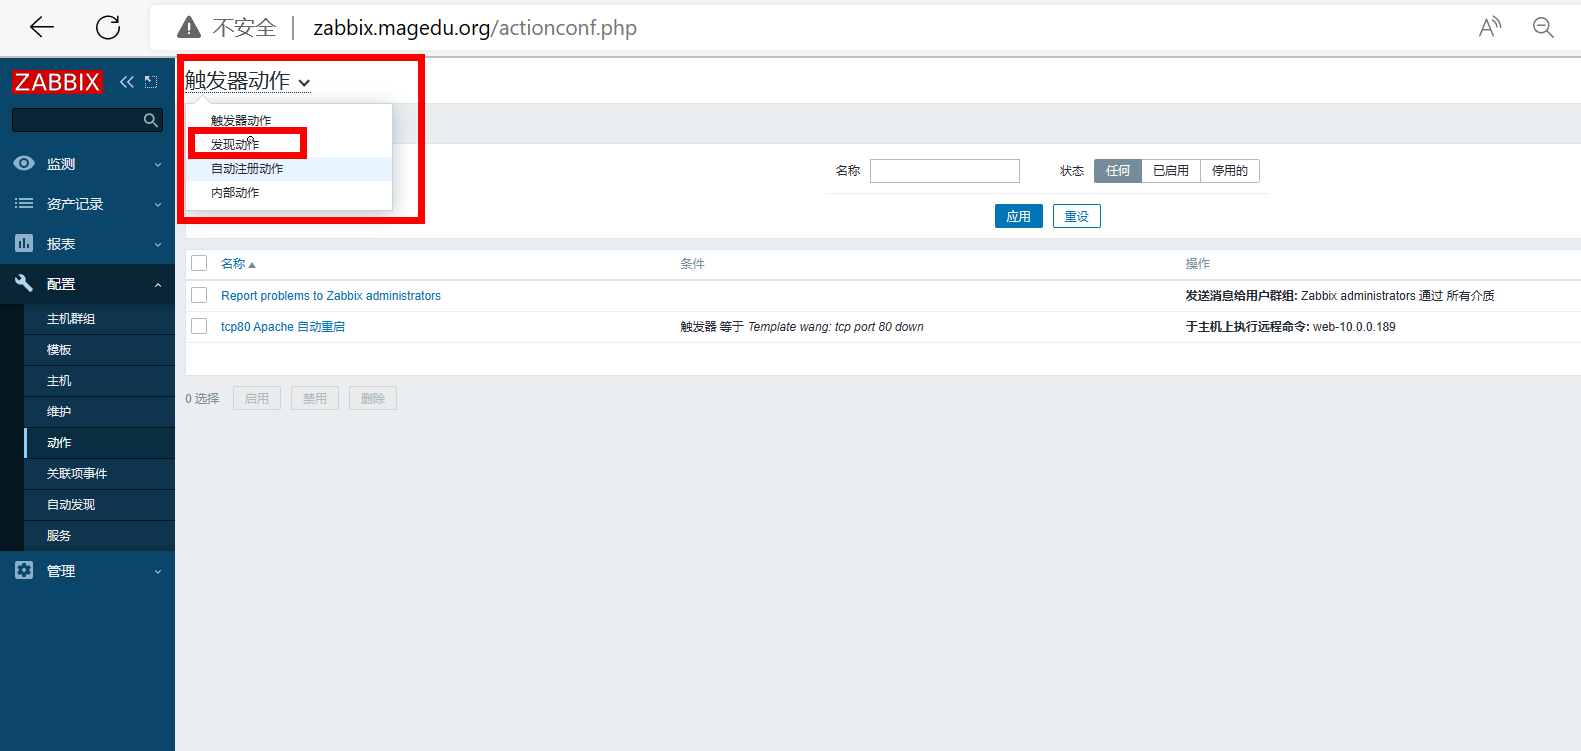 不安全 | zabbix.magedu.org/actionconf.php
ZABBIX
触发器动作
触发器动作
发现动作
自动注册动作
内部动作
监测
资产记录
报表
配置
主机群组
模板
主机
维护
动作
关联项事件
自动发现
服务
管理
名称 状态 任何 已启用 停用的
应用 重设
名称 条件 操作
Report problems to Zabbix administrators 发送消息给用户群组: Zabbix administrators 通过 所有介质
tcp80 Apache 自动重启 触发器 等于 Template wang: tcp port 80 down 于主机上执行远程命令: web-10.0.0.189
0 选择 启用 禁用 删除